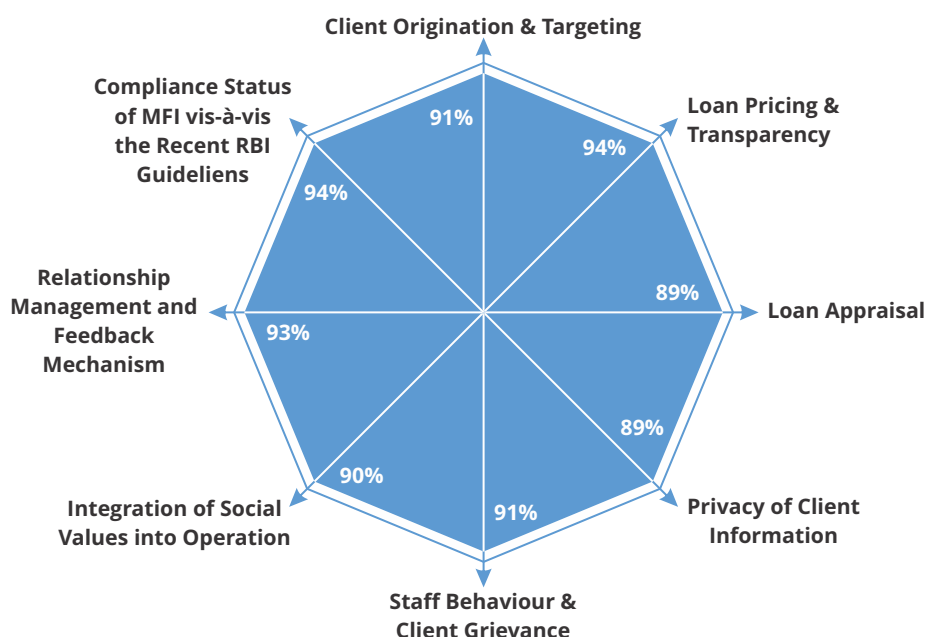 Client Origination & Targeting
91%
Loan Pricing &
Transparency
94%
Loan Appraisal
89%
Privacy of Client
Information
89%
Staff Behaviour &
Client Grievance
91%
Integration of Social
Values into Operation
90%
Relationship
Management and
Feedback
Mechanism
93%
Compliance Status
of MFI vis-à-vis
the Recent RBI
Guideliens
94%